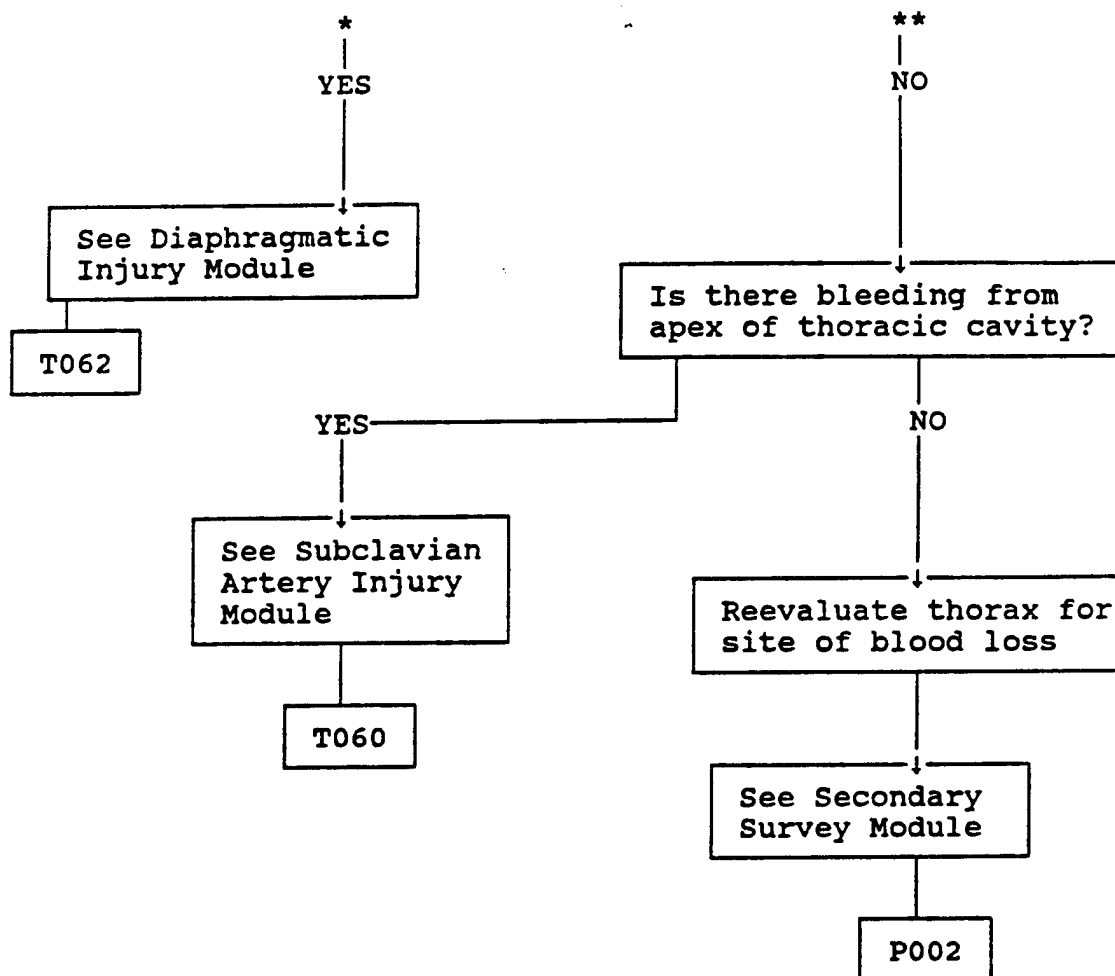 *
**
YES
NO
See Diaphragmatic
Injury Module
T062
Is there bleeding from
apex of thoracic cavity?
YES
NO
See Subclavian
Artery Injury
Module
T060
Reevaluate thorax for
site of blood loss
See Secondary
Survey Module
P002